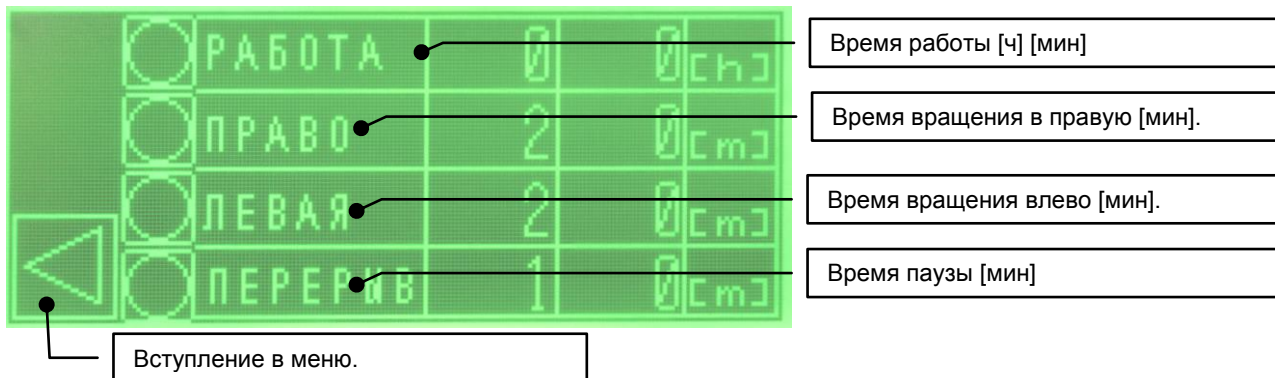 РАБОТА 0 0 [h]
Время работы [ч] [мин]
ПРАВО 2 0 [m]
Время вращения в правую [мин].
ЛЕВАЯ 2 0 [m]
Время вращения влево [мин].
ПЕРЕРЫВ 1 0 [m]
Время паузы [мин]
Вступление в меню.